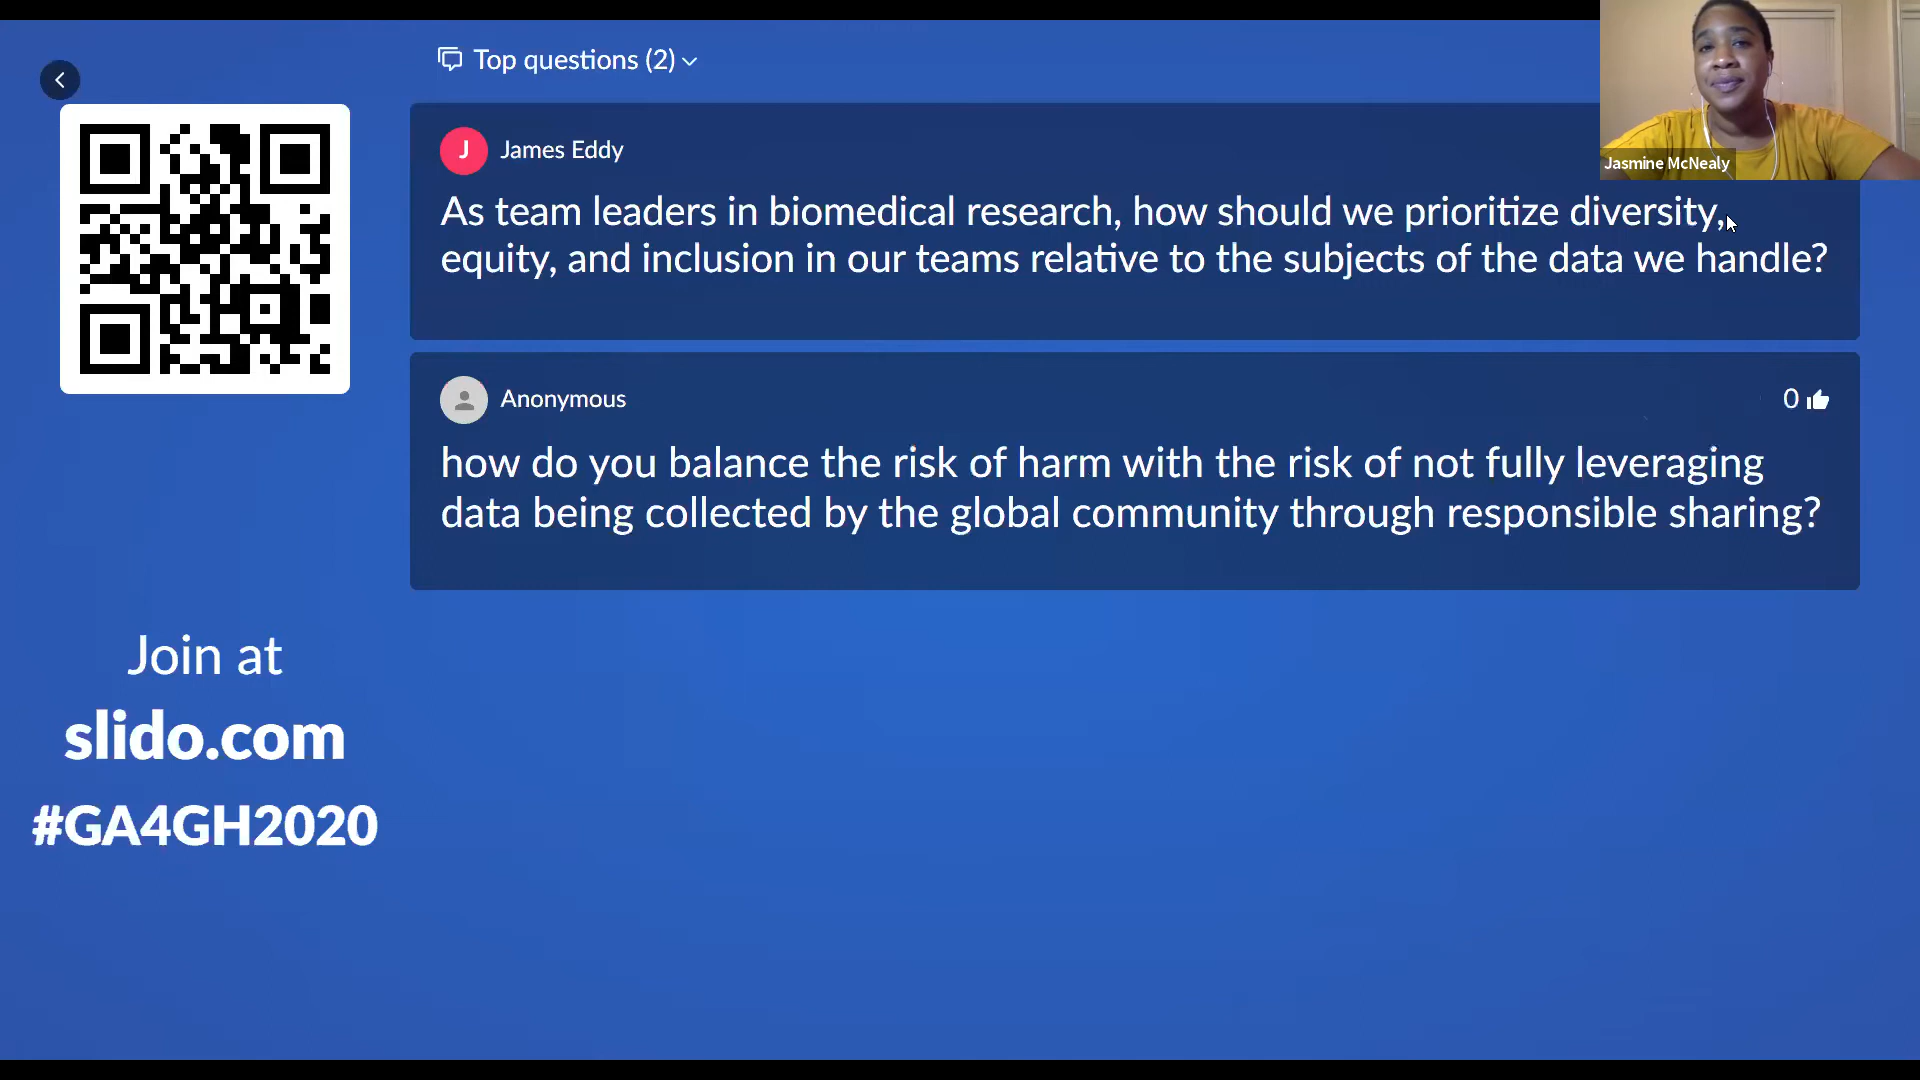 Top questions (2)
Jasmine McNealy
J
James Eddy
As team leaders in biomedical research, how should we prioritize diversity,
equity, and inclusion in our teams relative to the subjects of the data we handle?
Anonymous
0
how do you balance the risk of harm with the risk of not fully leveraging
data being collected by the global community through responsible sharing?
Join at
slido.com
#GA4GH2020